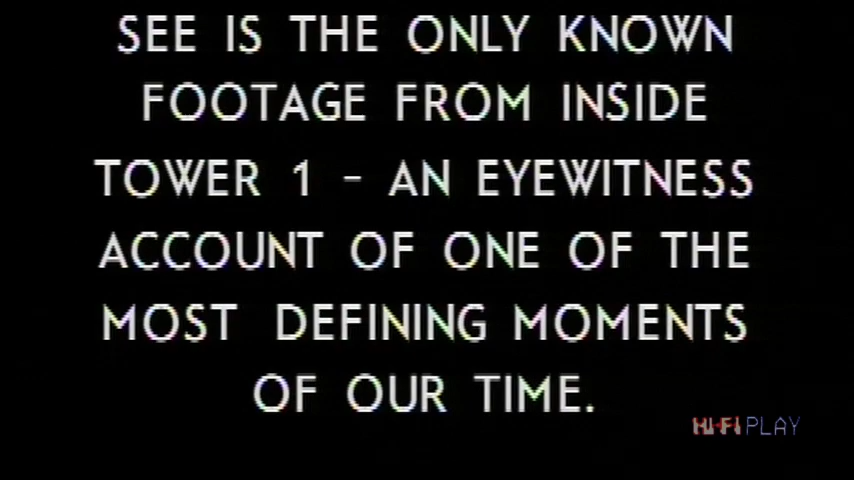 SEE IS THE ONLY KNOWN
FOOTAGE FROM INSIDE
TOWER 1 - AN EYEWITNESS
ACCOUNT OF ONE OF THE
MOST DEFINING MOMENTS
OF OUR TIME.
HI-FI PLAY